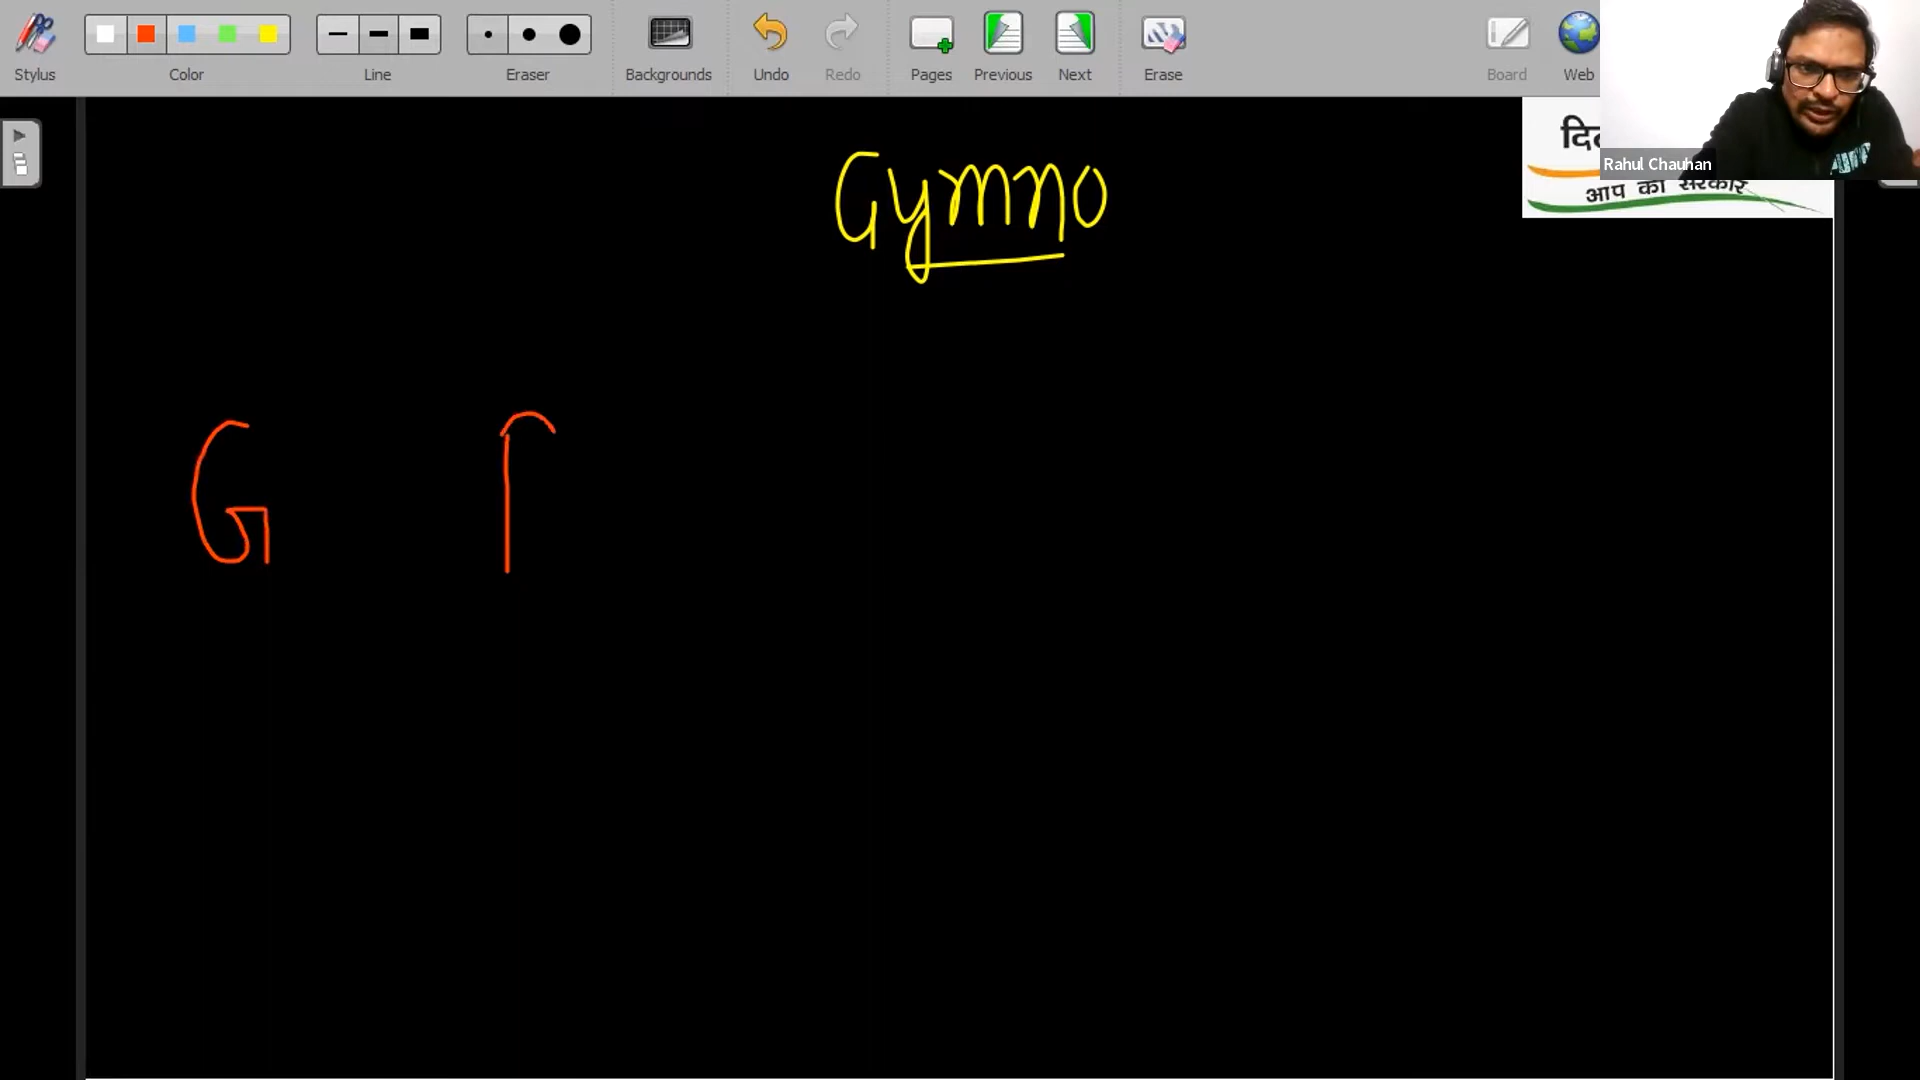 Stylus Color Line Eraser Backgrounds Undo Redo Pages Previous Next Erase Board Web
Rahul Chauhan
आप की सरकार
Gymno
G